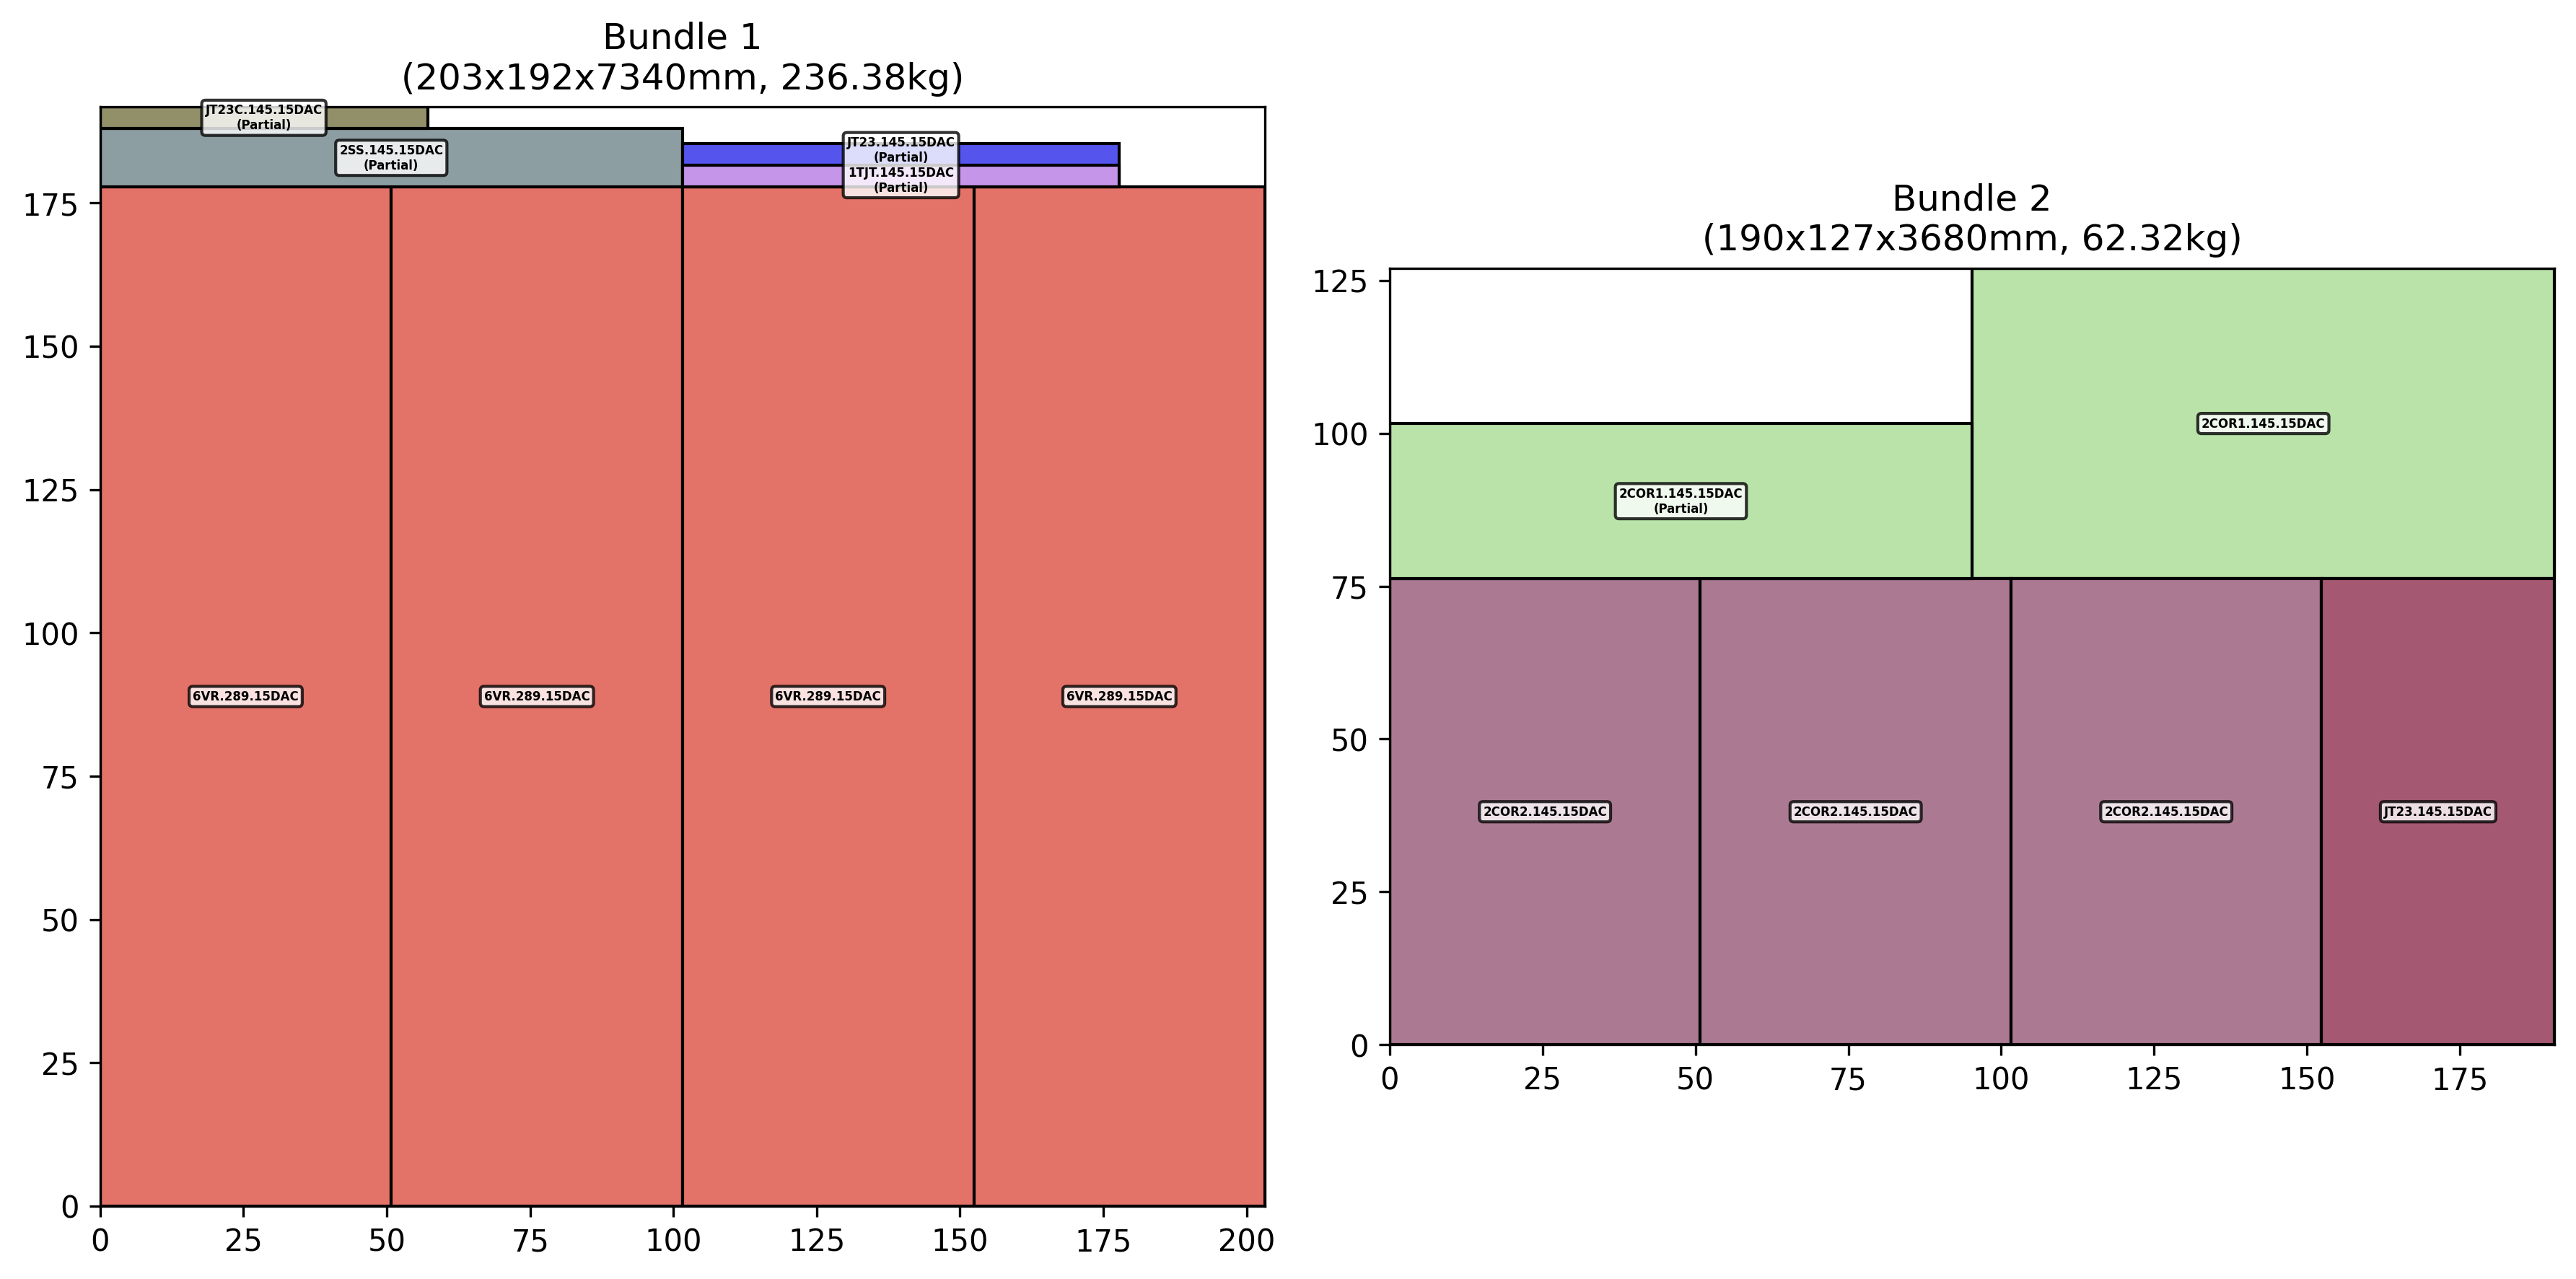 Bundle 1
(203x192x7340mm, 236.38kg)
JT23C.145.15DAC
(Partial)
2SS.145.15DAC
(Partial)
JT23.145.15DAC
(Partial)
1TJT.145.15DAC
(Partial)
175
150
125
100
75
50
25
0
6VR.289.15DAC 6VR.289.15DAC 6VR.289.15DAC 6VR.289.15DAC
0 25 50 75 100 125 150 175 200
Bundle 2
(190x127x3680mm, 62.32kg)
125
100
75
50
25
0
2COR1.145.15DAC
2COR1.145.15DAC
(Partial)
2COR2.145.15DAC 2COR2.145.15DAC 2COR2.145.15DAC JT23.145.15DAC
0 25 50 75 100 125 150 175